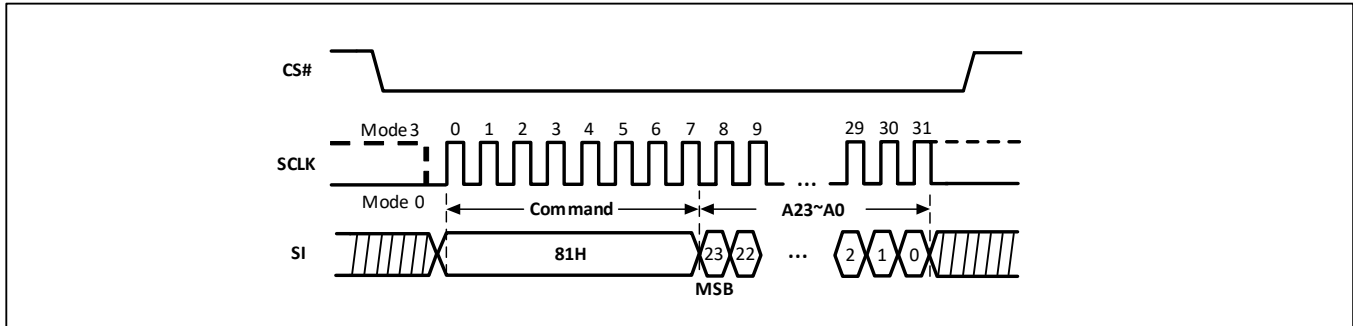 CS#
Mode 3 0 1 2 3 4 5 6 7 8 9 29 30 31
SCLK ...
Mode 0 Command A23~A0
SI 81H 23 22 ... 2 1 0
MSB